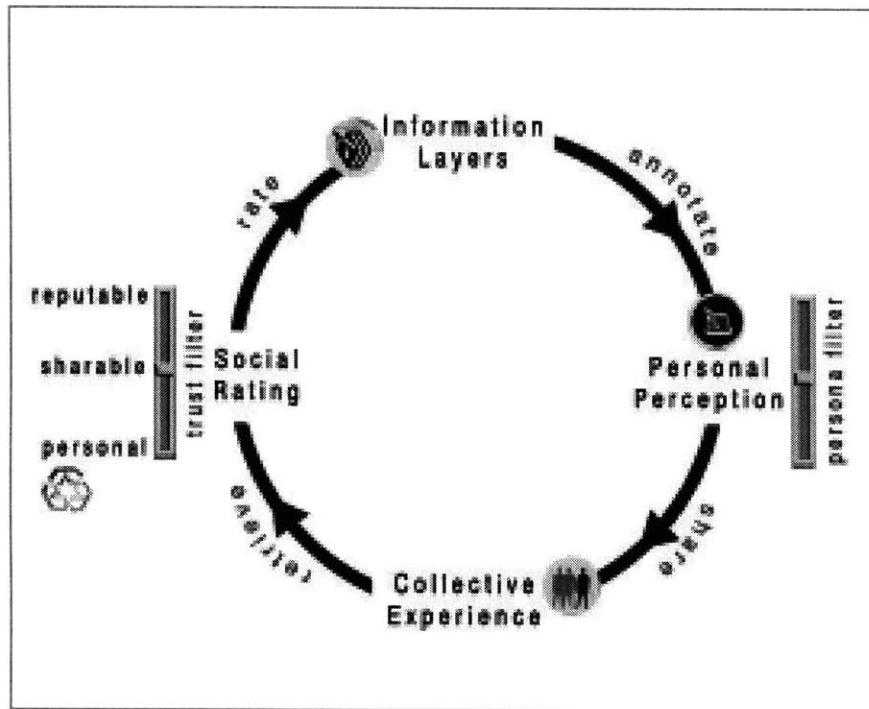 Information
Layers
annotate
rate
reputable
sharable
personal
trust filter
Social
Rating
Personal
Perception
persona filter
share
retrieve
Collective
Experience